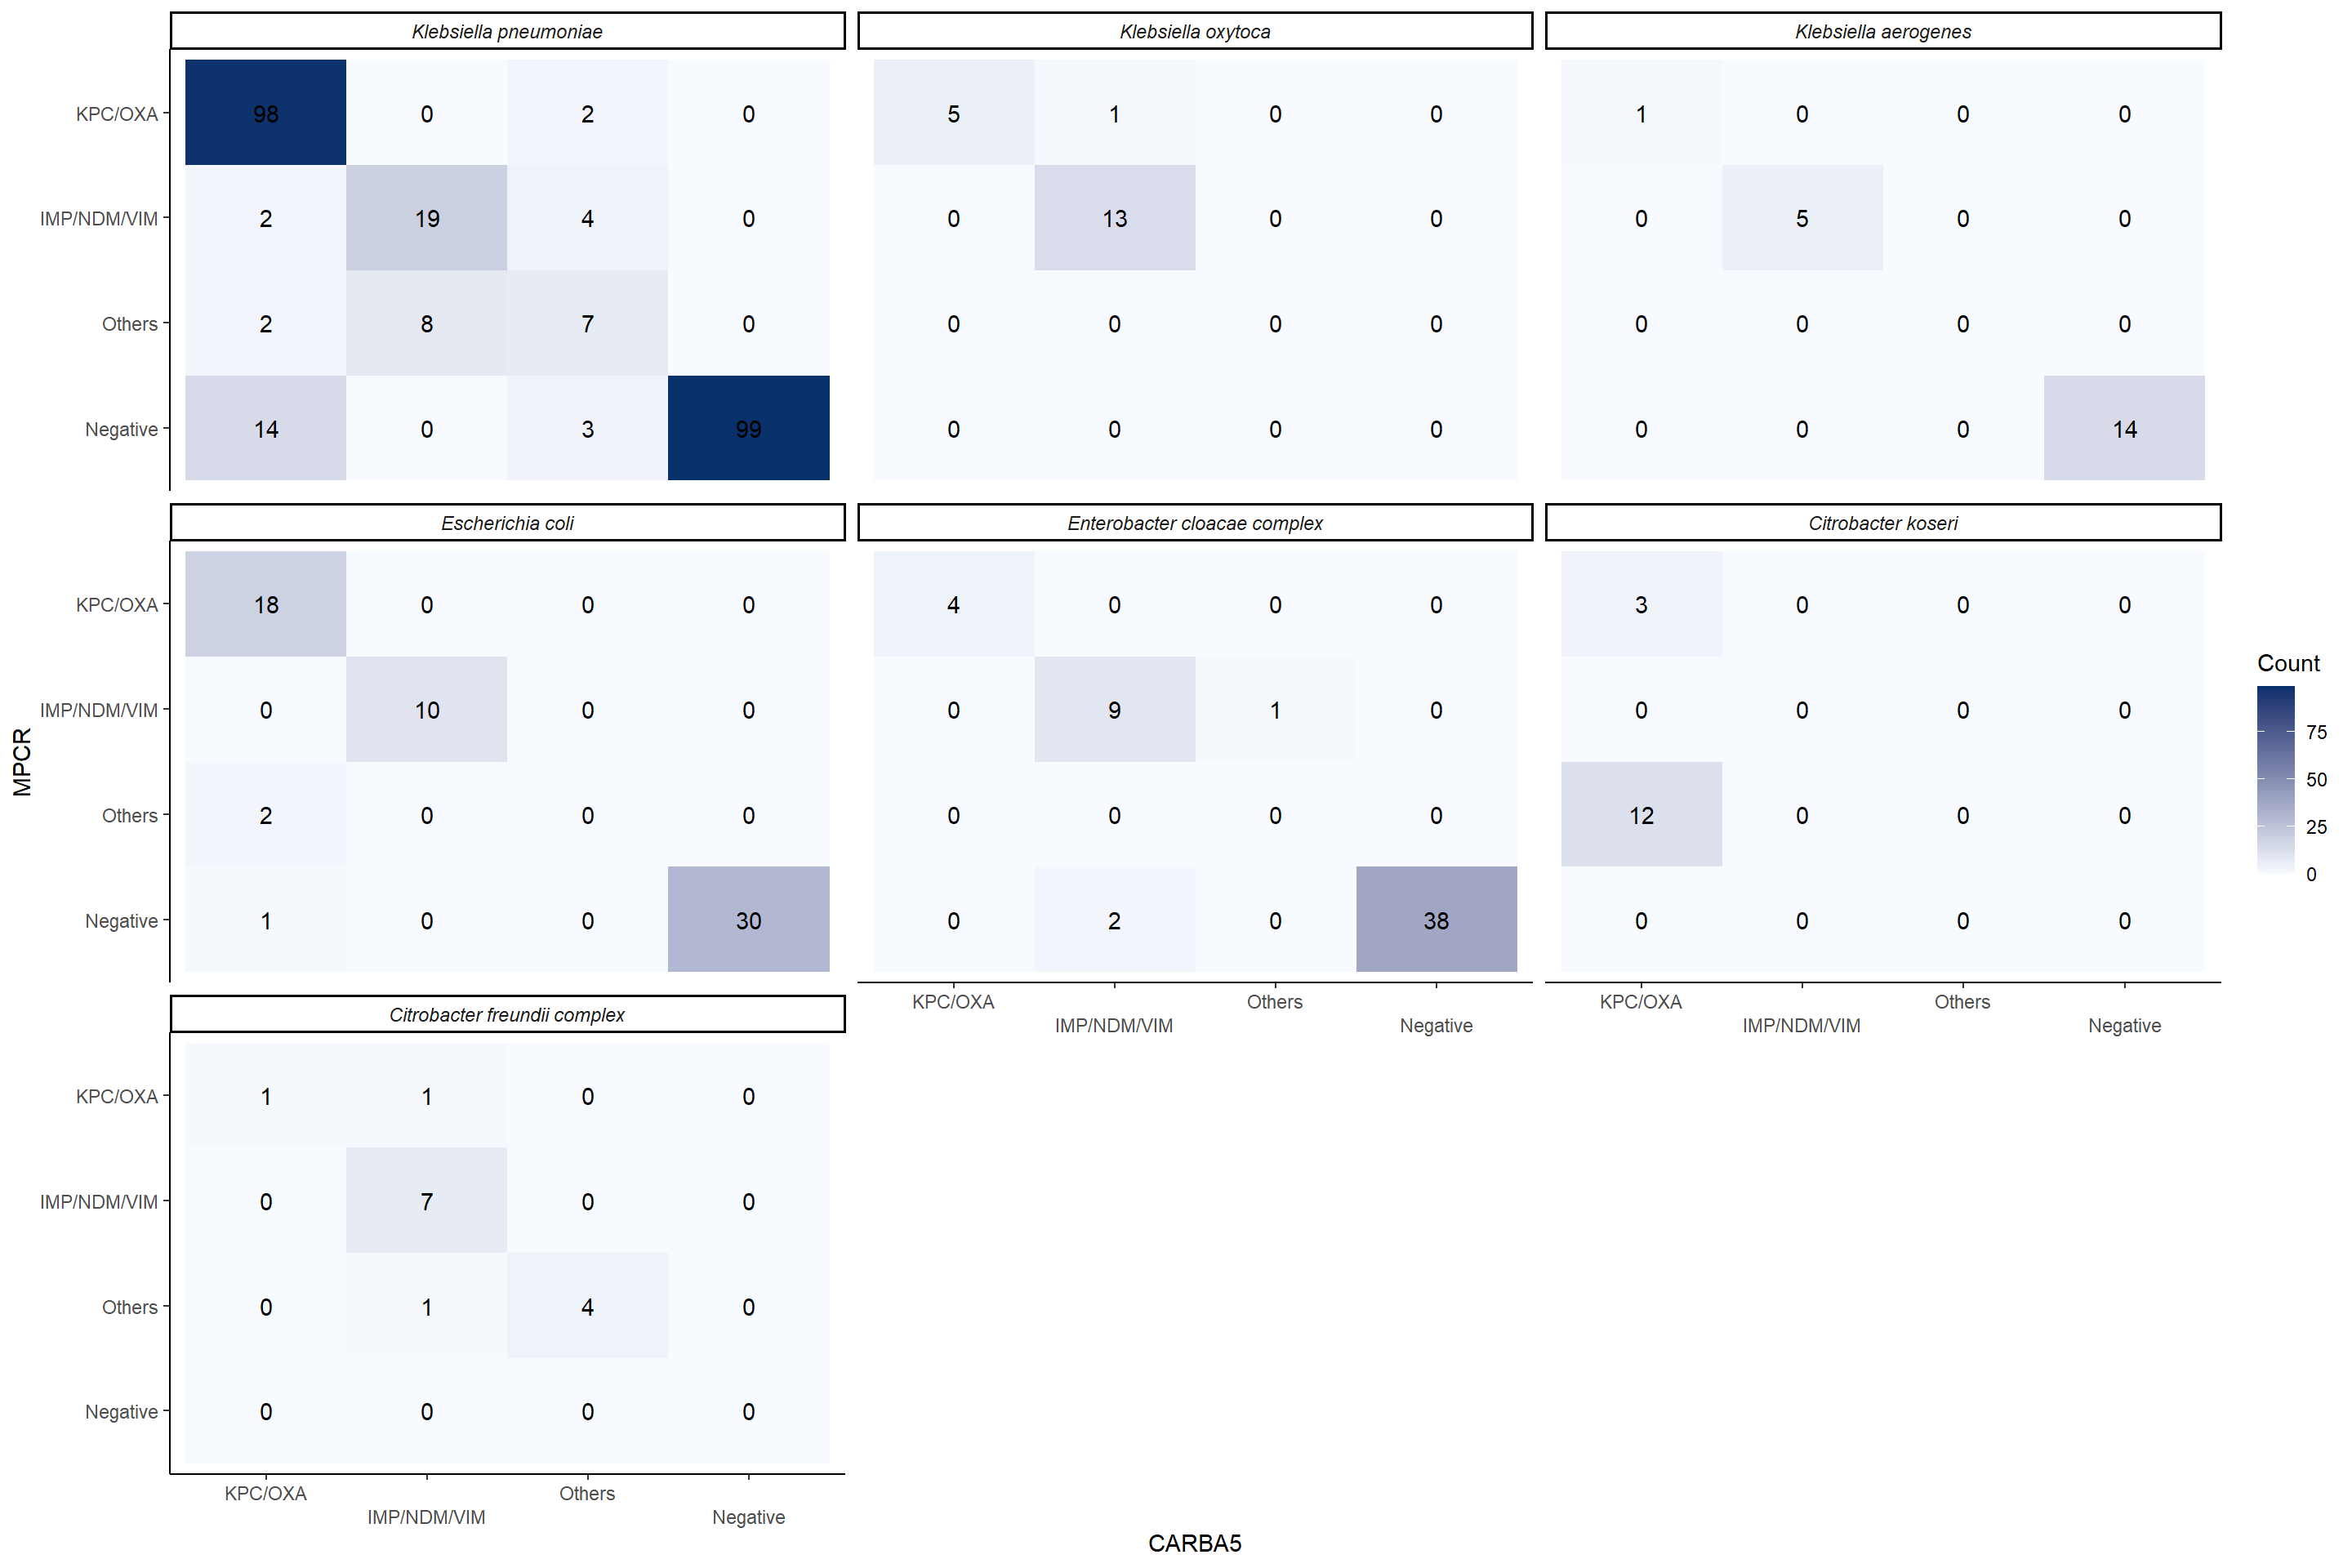 Klebsiella pneumoniae Klebsiella oxytoca Klebsiella aerogenes
KPC/OXA 98 0 2 0 5 1 0 0 1 0 0 0
IMP/NDM/VIM 2 19 4 0 0 13 0 0 0 5 0 0
Others 2 8 7 0 0 0 0 0 0 0 0 0
Negative 14 0 3 99 0 0 0 0 0 0 0 14
Escherichia coli Enterobacter cloacae complex Citrobacter koseri
KPC/OXA 18 0 0 0 4 0 0 0 3 0 0 0
IMP/NDM/VIM 0 10 0 0 0 9 1 0 0 0 0 0
Others 2 0 0 0 0 0 0 0 12 0 0 0
Negative 1 0 0 30 0 2 0 38 0 0 0 0
KPC/OXA IMP/NDM/VIM Others Negative KPC/OXA IMP/NDM/VIM Others Negative
Citrobacter freundii complex
KPC/OXA 1 1 0 0
IMP/NDM/VIM 0 7 0 0
Others 0 1 4 0
Negative 0 0 0 0
KPC/OXA IMP/NDM/VIM Others Negative
MPCR
CARBA5
Count
75
50
25
0